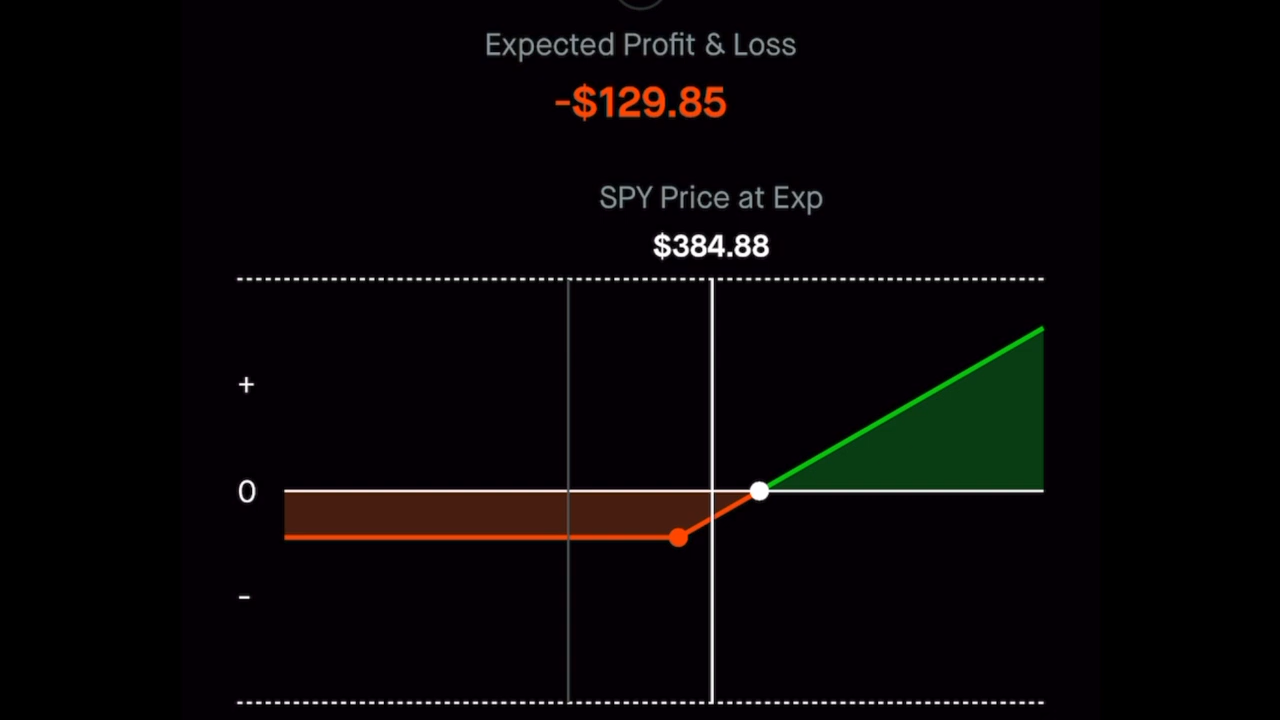 Expected Profit & Loss
-$129.85
SPY Price at Exp
$384.88
+
0
-